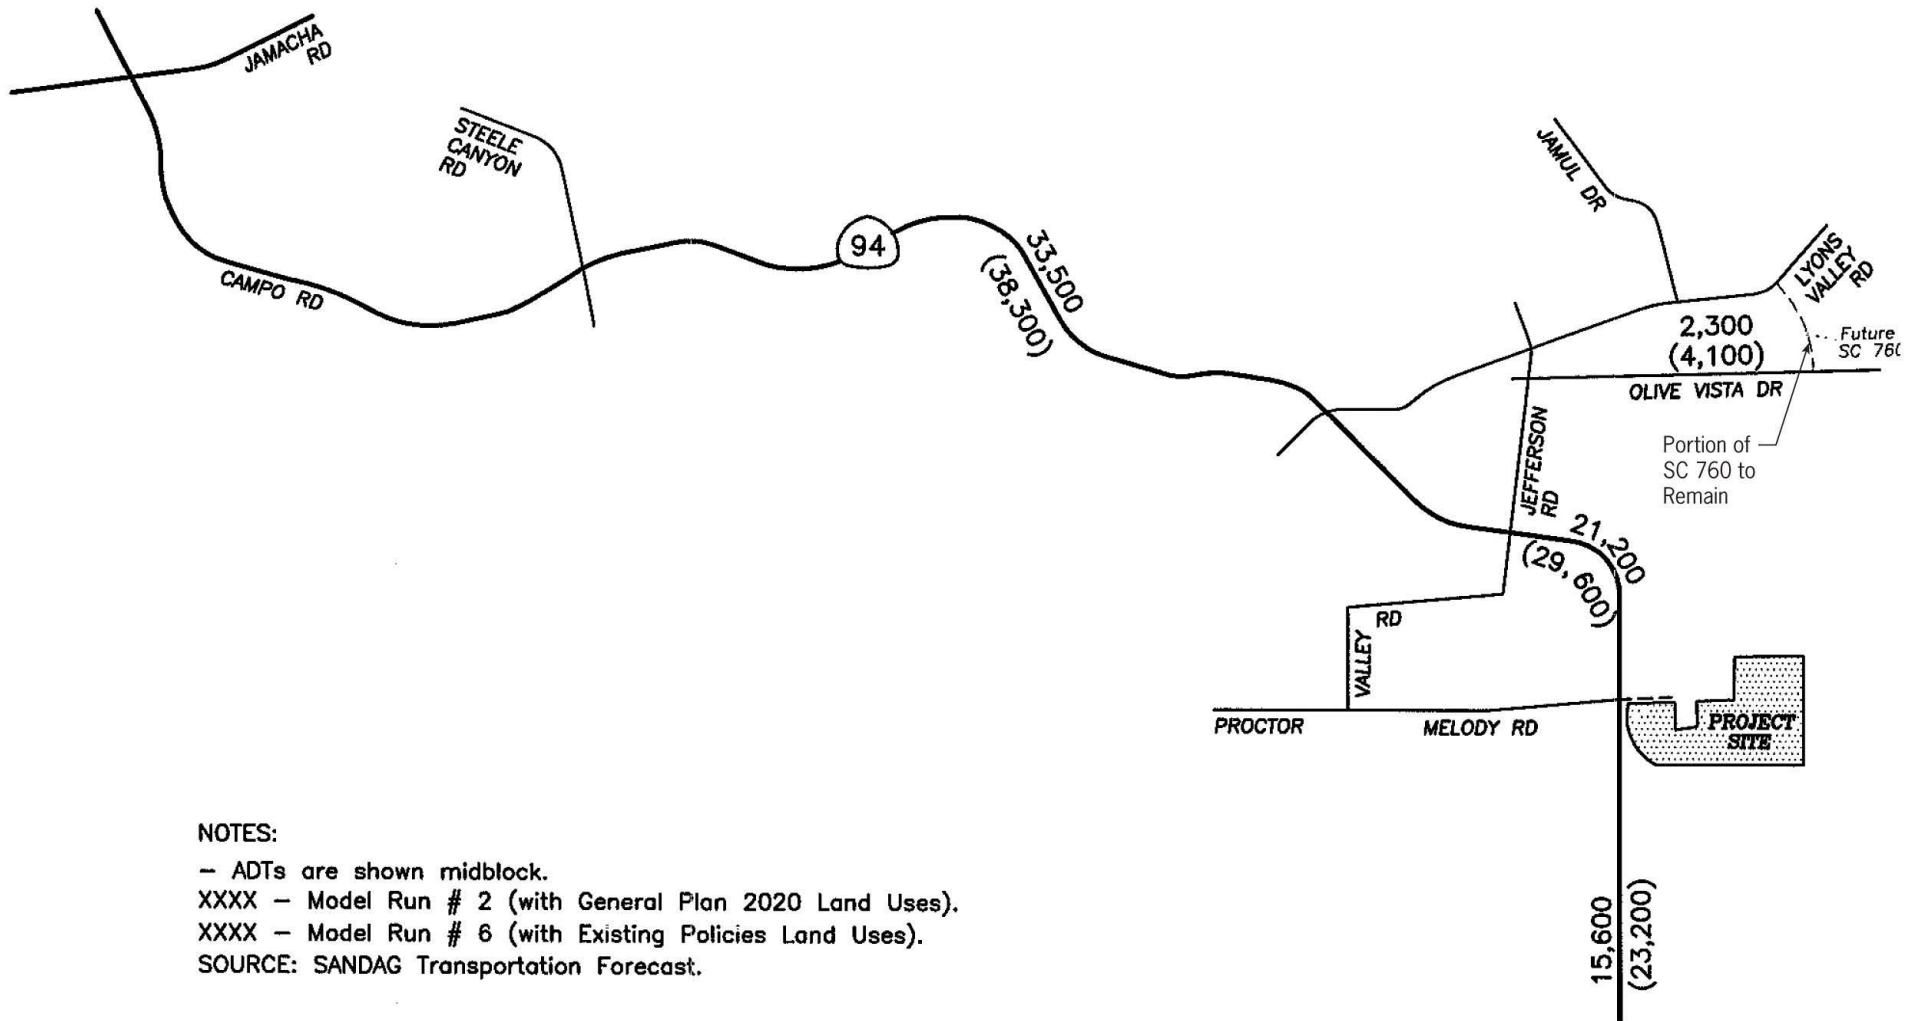 JAMACHA
RD
STEELE
CANYON
RD
CAMPO RD
94
33,500
(38,300)
JAMUL DR
LYONS
VALLEY
RD
2,300
(4,100)
Future
SC 760
OLIVE VISTA DR
Portion of
SC 760 to
Remain
JEFFERSON
RD
21,200
(29,600)
VALLEY
RD
PROCTOR
MELODY RD
PROJECT
SITE
15,600
(23,200)
NOTES:
- ADTs are shown midblock.
XXXX - Model Run # 2 (with General Plan 2020 Land Uses).
XXXX - Model Run # 6 (with Existing Policies Land Uses).
SOURCE: SANDAG Transportation Forecast.